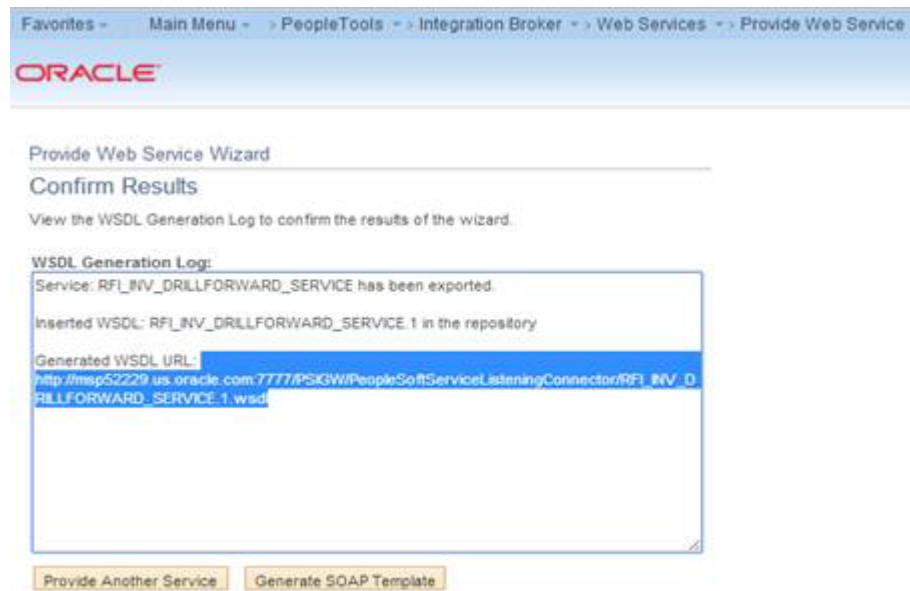 Favorites Main Menu > PeopleTools > Integration Broker > Web Services > Provide Web Service
ORACLE
Provide Web Service Wizard
Confirm Results
View the WSDL Generation Log to confirm the results of the wizard.
WSDL Generation Log:
Service: RFI_INV_DRILLFORWARD_SERVICE has been exported.
Inserted WSDL: RFI_INV_DRILLFORWARD_SERVICE.1 in the repository
Generated WSDL URL:
http://msp52229.us.oracle.com:7777/PSIGW/PeopleSoftServiceListeningConnector/RFI_INV_D
RILLFORWARD_SERVICE.1.wsdl
Provide Another Service Generate SOAP Template